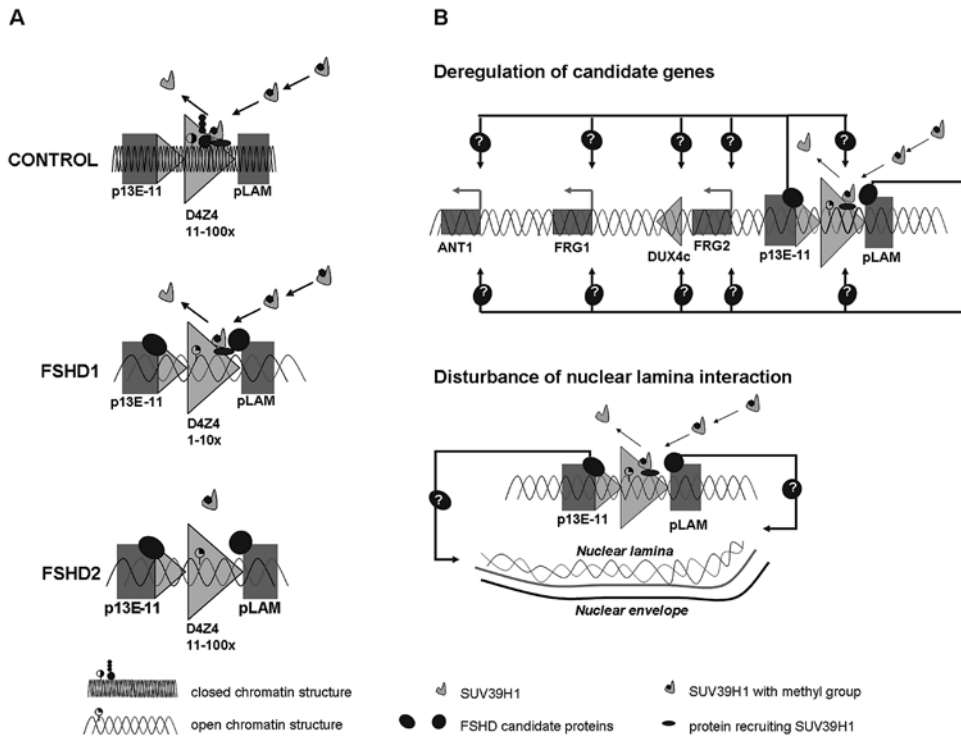 A
CONTROL
p13E-11
pLAM
D4Z4
11-100x
FSHD1
p13E-11
pLAM
D4Z4
1-10x
FSHD2
p13E-11
pLAM
D4Z4
11-100x
B
Deregulation of candidate genes
? ? ? ? ?
ANT1
FRG1
DUX4c
FRG2
p13E-11
pLAM
? ? ? ? ?
Disturbance of nuclear lamina interaction
?
?
p13E-11
pLAM
Nuclear lamina
Nuclear envelope
closed chromatin structure
open chromatin structure
SUV39H1
FSHD candidate proteins
SUV39H1 with methyl group
protein recruiting SUV39H1